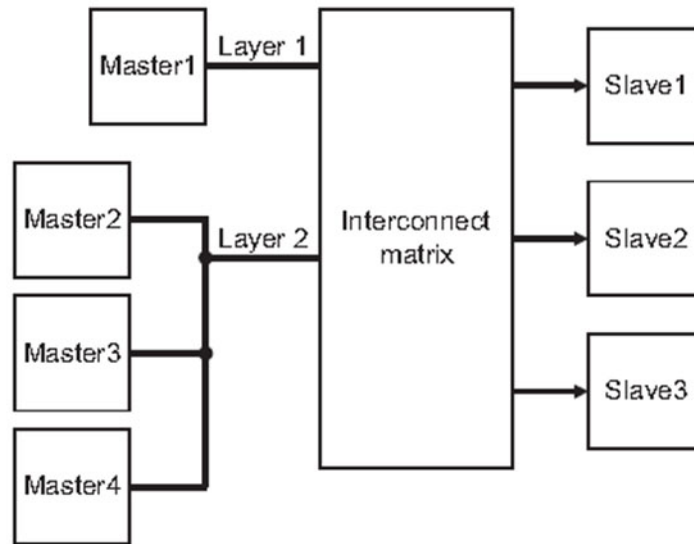 Layer 1
Master1
Slave1
Master2
Layer 2
Interconnect
matrix
Slave2
Master3
Slave3
Master4